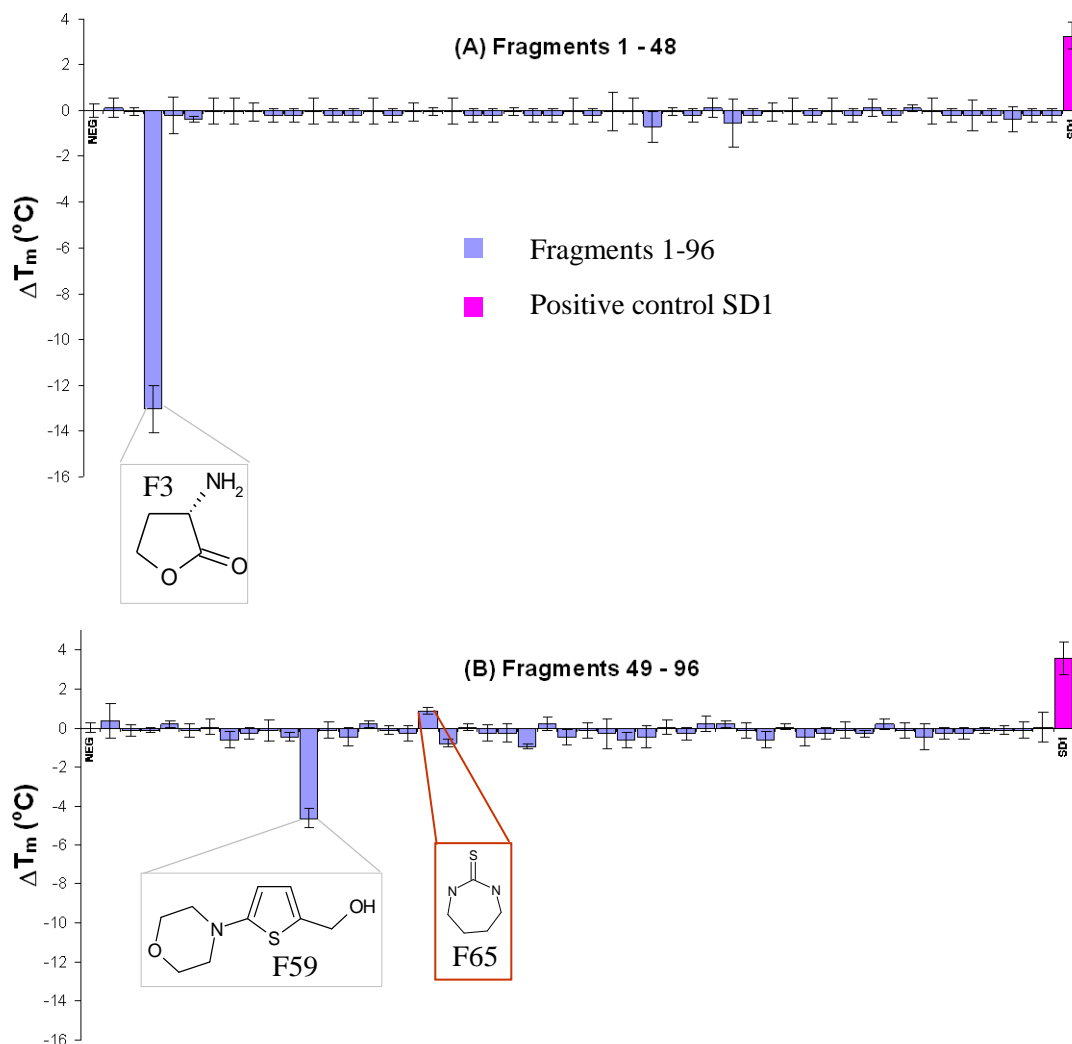 (A) Fragments 1 - 48
4
2
0
-2
-4
-6
-8
-10
-12
-14
-16
ΔTm (ºC)
NEG
SD1
Fragments 1-96
Positive control SD1
F3
NH2
O
O
(B) Fragments 49 - 96
4
2
0
-2
-4
-6
-8
-10
-12
-14
-16
ΔTm (ºC)
NEG
SD1
O
N
S
OH
F59
S
N
N
F65